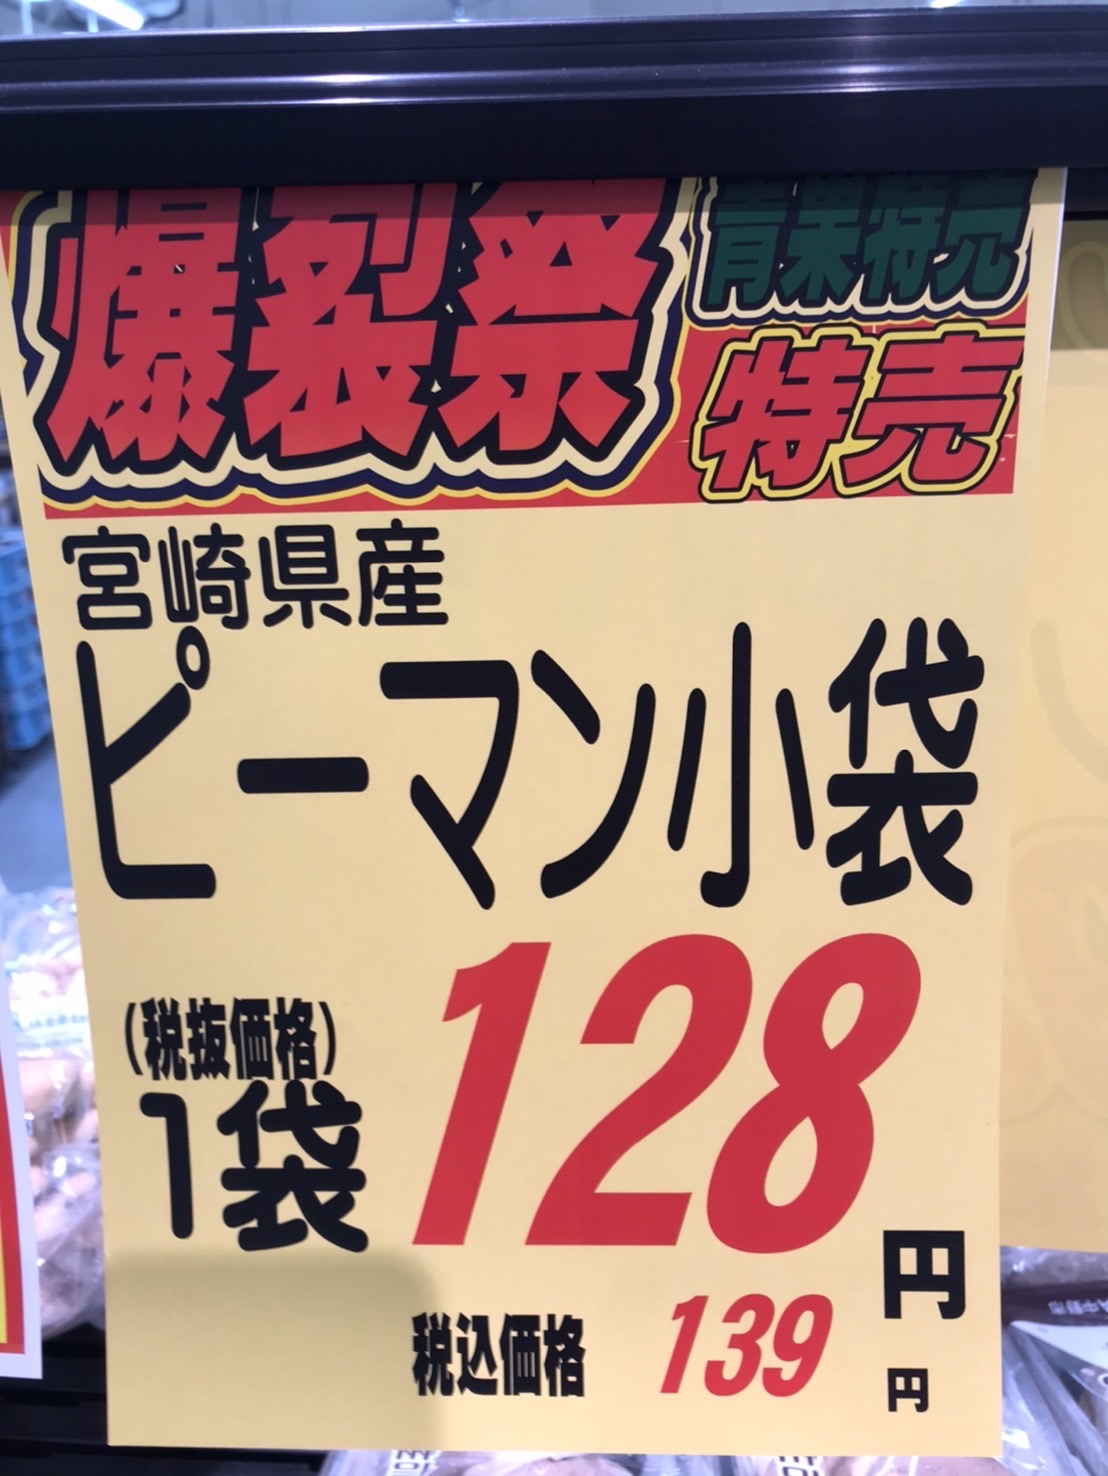 爆裂祭
青果特売
特売
宮崎県産
ピーマン小袋
(税抜価格)
1袋
128
円
税込価格
139
円